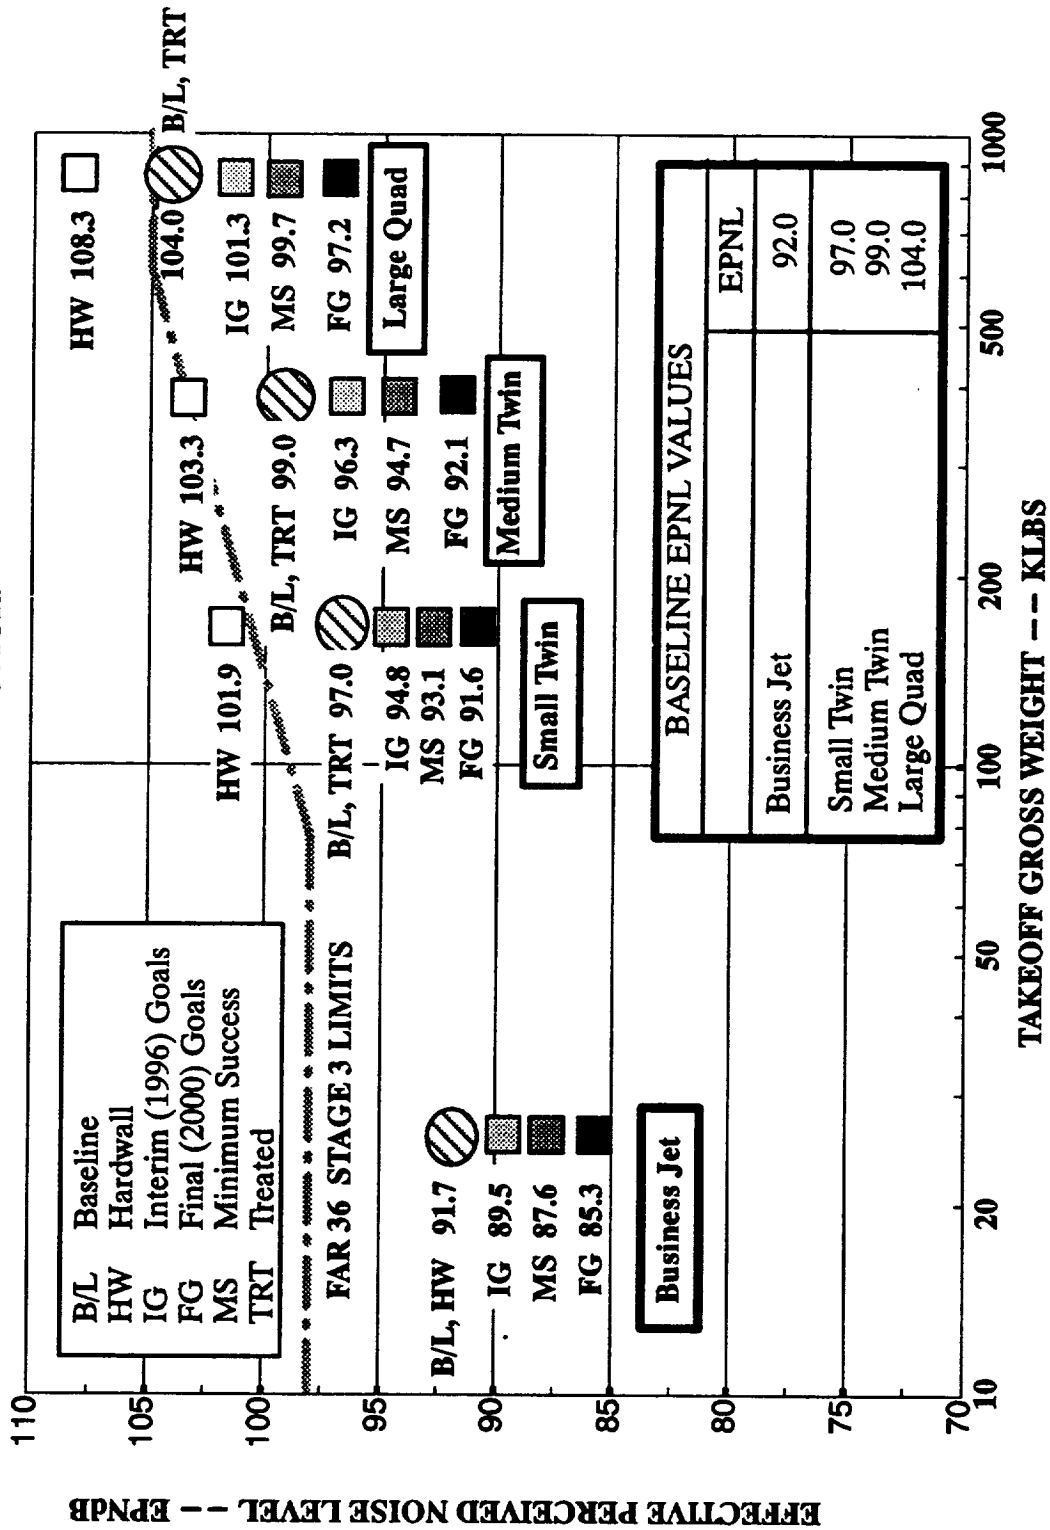 EFFECTIVE PERCEIVED NOISE LEVEL -- EPNdB
110
105
100
95
90
85
80
75
70
B/L Baseline
HW Hardwall
IG Interim (1996) Goals
FG Final (2000) Goals
MS Minimum Success
TRT Treated
FAR 36 STAGE 3 LIMITS
B/L, HW 91.7
IG 89.5
MS 87.6
FG 85.3
Business Jet
HW 101.9
B/L, TRT 97.0
IG 94.8
MS 93.1
FG 91.6
Small Twin
HW 103.3
B/L, TRT 99.0
IG 96.3
MS 94.7
FG 92.1
Medium Twin
HW 108.3
B/L, TRT
104.0
IG 101.3
MS 99.7
FG 97.2
Large Quad
BASELINE EPNL VALUES
EPNL
Business Jet 92.0
Small Twin 97.0
Medium Twin 99.0
Large Quad 104.0
10 20 50 100 200 500 1000
TAKEOFF GROSS WEIGHT -- KLBS